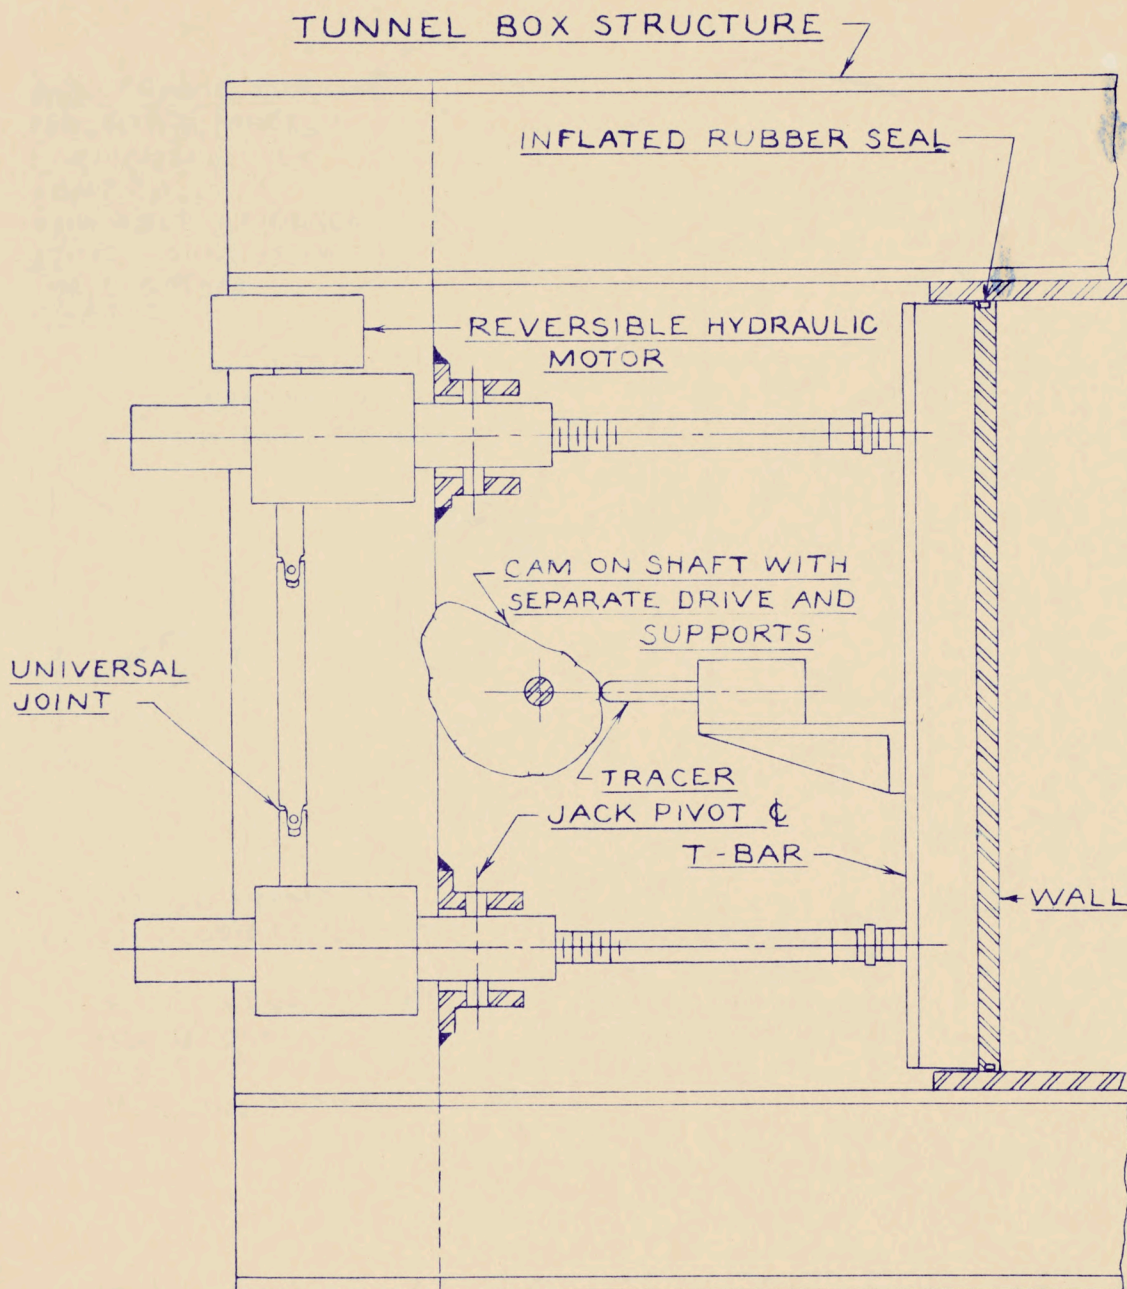 TUNNEL BOX STRUCTURE
INFLATED RUBBER SEAL
REVERSIBLE HYDRAULIC
MOTOR
CAM ON SHAFT WITH
SEPARATE DRIVE AND
SUPPORTS
UNIVERSAL
JOINT
TRACER
JACK PIVOT ℄
T-BAR
WALL